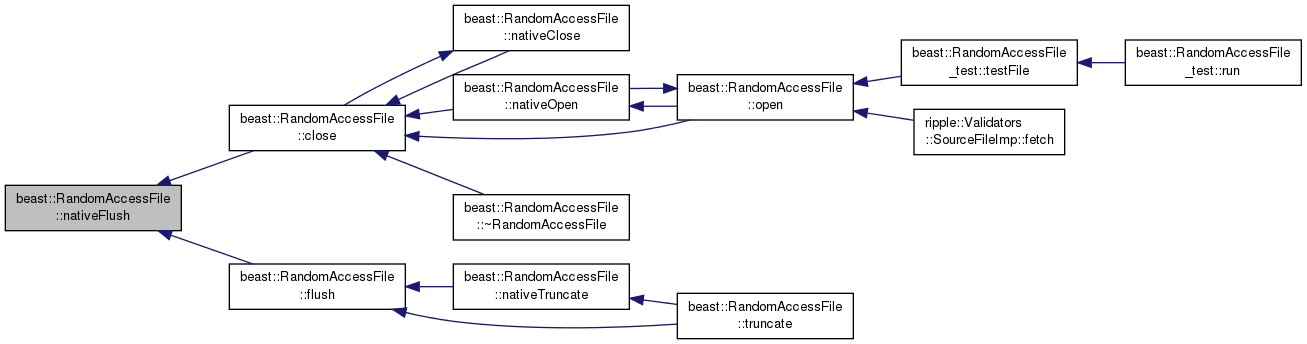 beast::RandomAccessFile
::nativeFlush
beast::RandomAccessFile
::close
beast::RandomAccessFile
::flush
beast::RandomAccessFile
::nativeClose
beast::RandomAccessFile
::nativeOpen
beast::RandomAccessFile
::~RandomAccessFile
beast::RandomAccessFile
::nativeTruncate
beast::RandomAccessFile
::open
beast::RandomAccessFile
::truncate
beast::RandomAccessFile
_test::testFile
ripple::Validators
::SourceFileImp::fetch
beast::RandomAccessFile
_test::run